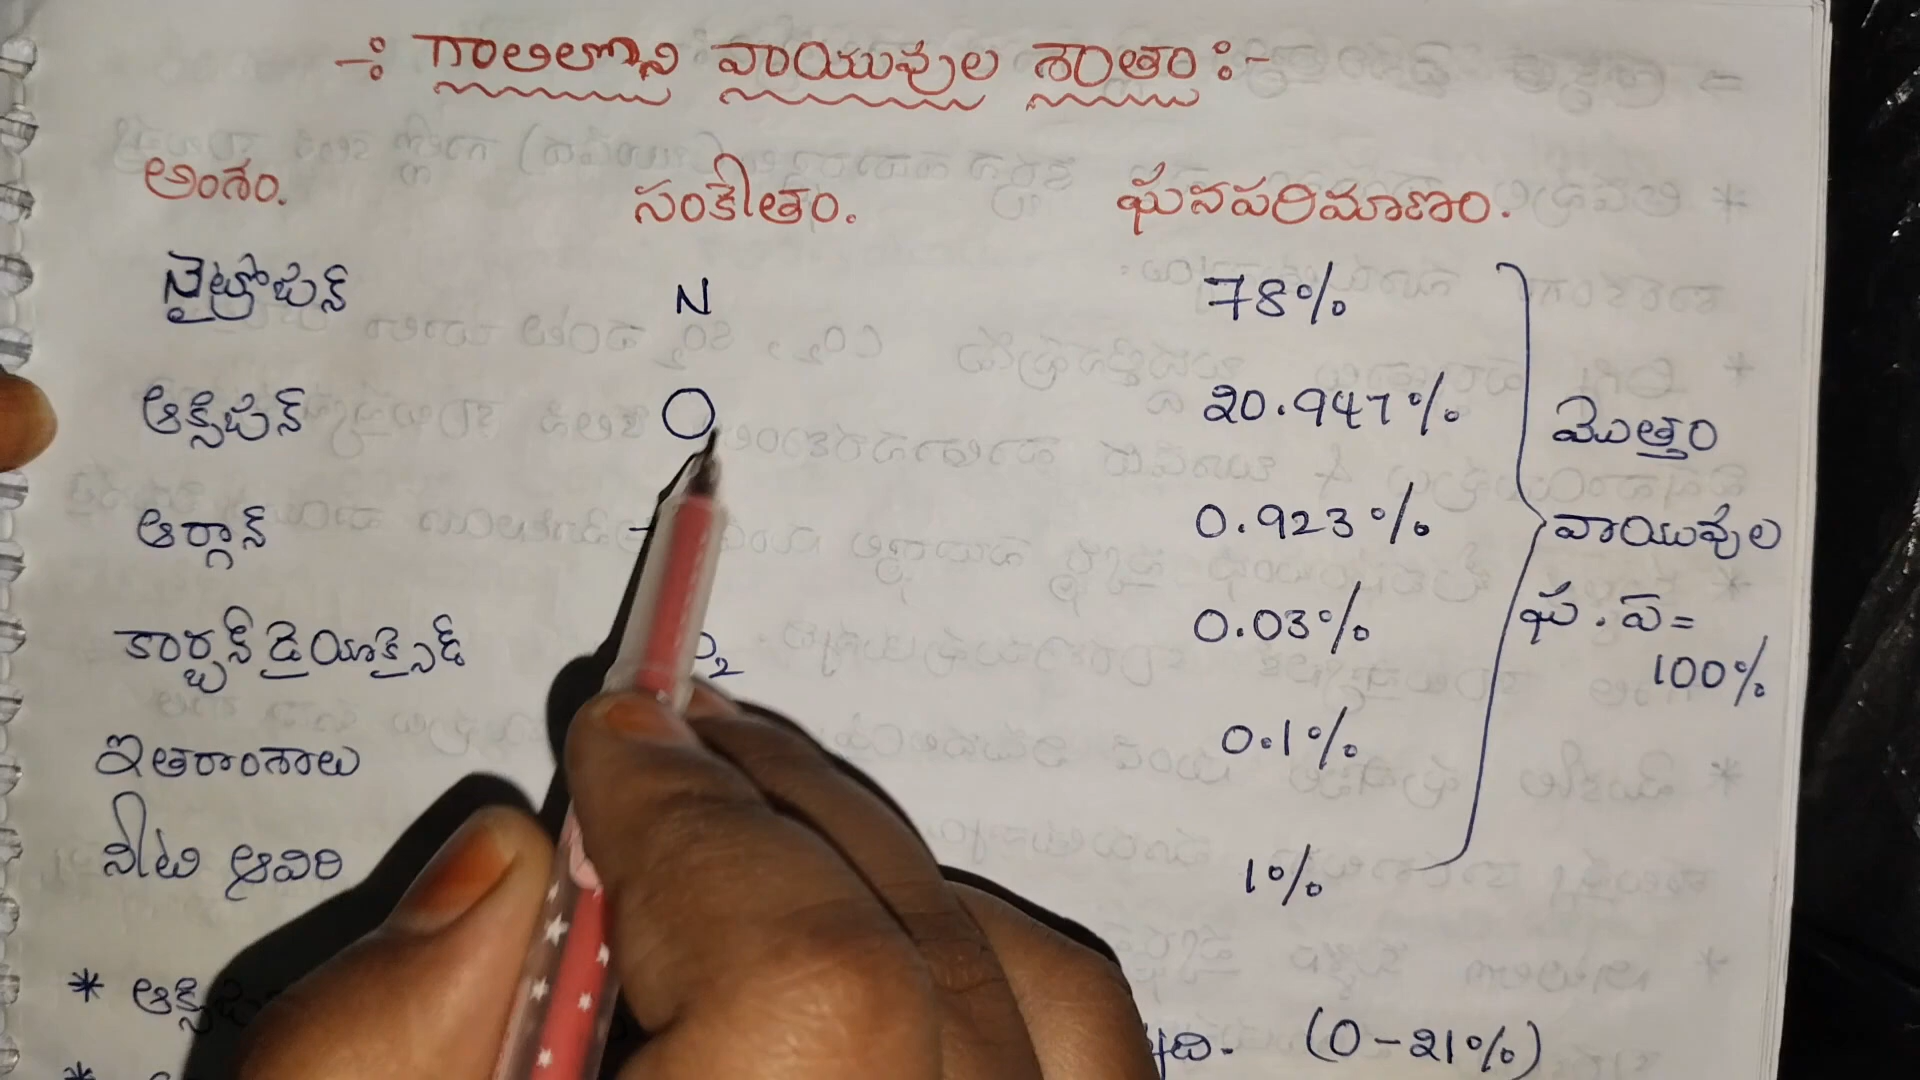 -: గాలిలోని వాయువుల శాతం :-
అంశం. సంకేతం. ఘనపరిమాణం.
నైట్రోజన్ N 78%
ఆక్సిజన్ O 20.947%
ఆర్గాన్ 0.923%
కార్బన్ డై యాక్సైడ్ 0.03%
ఇతరాంశాలు 0.1%
నీటి ఆవిరి 1%
మొత్తం
వాయువుల
ఘ.ప=
100%
* (0-21%)